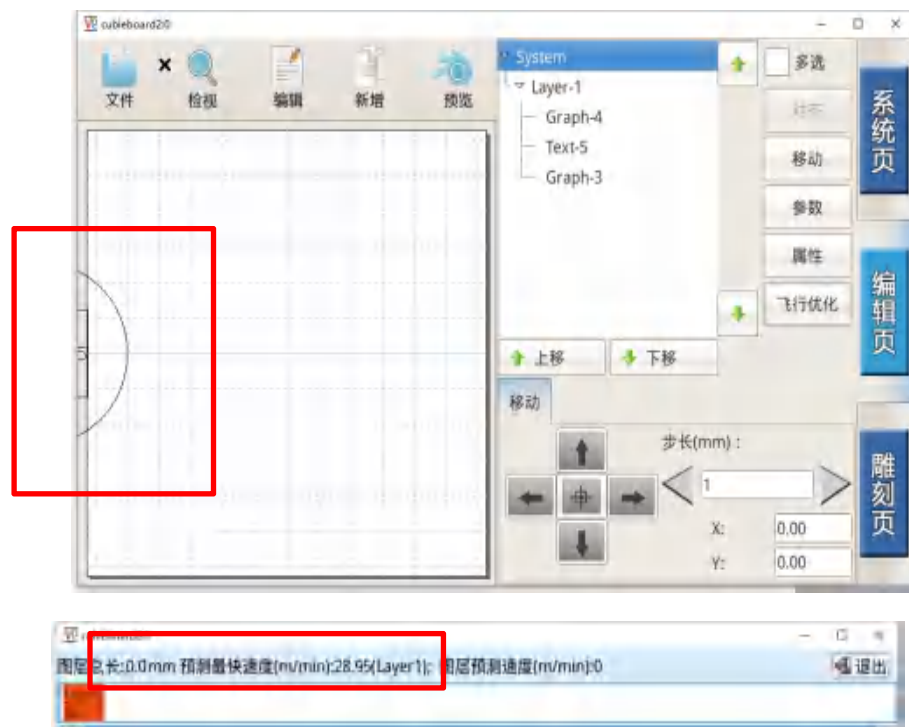 cubieboard2.0
文件 检视 编辑 新增 预览
System
Layer-1
Graph-4
Text-5
Graph-3
多选
对齐
移动
参数
属性
飞行优化
上移 下移
移动
步长(mm) :
1
X: 0.00
Y: 0.00
系统页
编辑页
雕刻页
图层总长:0.0mm 预测最快速度(m/min):28.95(Layer1); 图层预测速度(m/min):0
退出